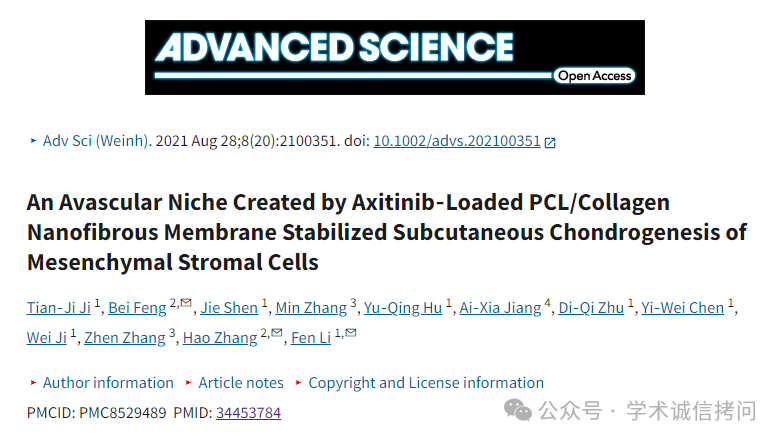 ADVANCED SCIENCE
Open Access
Adv Sci (Weinh). 2021 Aug 28;8(20):2100351. doi: 10.1002/advs.202100351
An Avascular Niche Created by Axitinib‐Loaded PCL/Collagen
Nanofibrous Membrane Stabilized Subcutaneous Chondrogenesis of
Mesenchymal Stromal Cells
Tian‐Ji Ji 1, Bei Feng 2,✉, Jie Shen 1, Min Zhang 3, Yu‐Qing Hu 1, Ai‐Xia Jiang 4, Di‐Qi Zhu 1, Yi‐Wei Chen 1,
Wei Ji 1, Zhen Zhang 3, Hao Zhang 2,✉, Fen Li 1,✉
Author information Article notes Copyright and License information
PMCID: PMC8529489 PMID: 34453784
公众号 · 学术诚信拷问